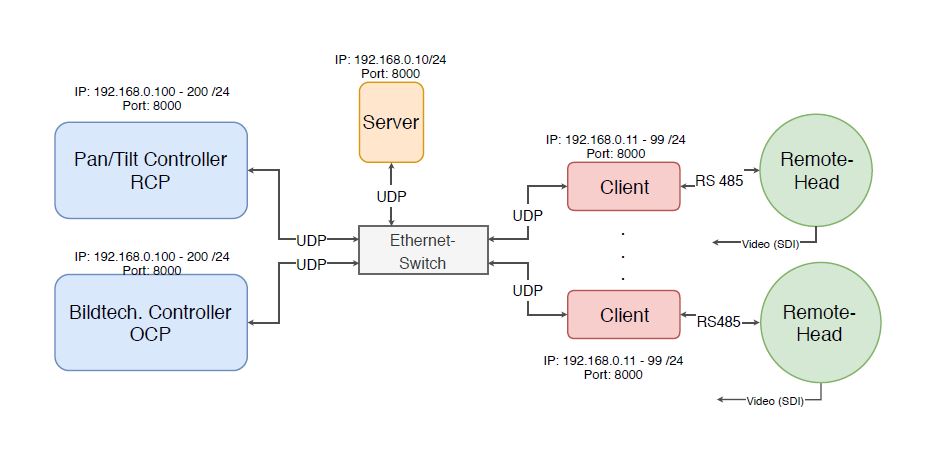 IP: 192.168.0.10/24
Port: 8000
Server
UDP
IP: 192.168.0.100 - 200 /24
Port: 8000
Pan/Tilt Controller
RCP
UDP
IP: 192.168.0.100 - 200 /24
Port: 8000
Bildtech. Controller
OCP
UDP
Ethernet-
Switch
IP: 192.168.0.11 - 99 /24
Port: 8000
Client
UDP
RS 485
Remote-
Head
Video (SDI)
.
.
.
UDP
Client
IP: 192.168.0.11 - 99 /24
Port: 8000
RS485
Remote-
Head
Video (SDI)